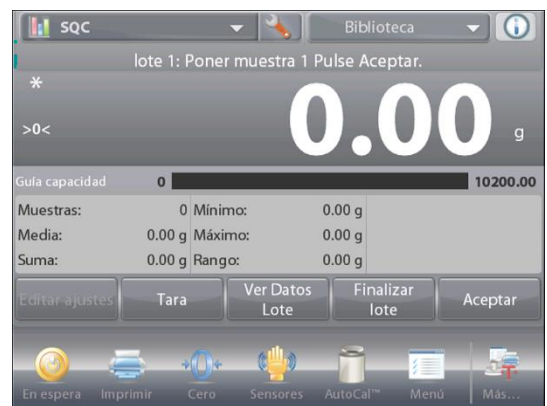 SQC Biblioteca
lote 1: Poner muestra 1 Pulse Aceptar.
*
>0<
0.00 g
Guía capacidad 0 10200.00
Muestras: 0 Mínimo: 0.00 g
Media: 0.00 g Máximo: 0.00 g
Suma: 0.00 g Rango: 0.00 g
Editar ajustes Tara Ver Datos Lote Finalizar lote Aceptar
En espera Imprimir Cero Sensores AutoCal™ Menú Más...